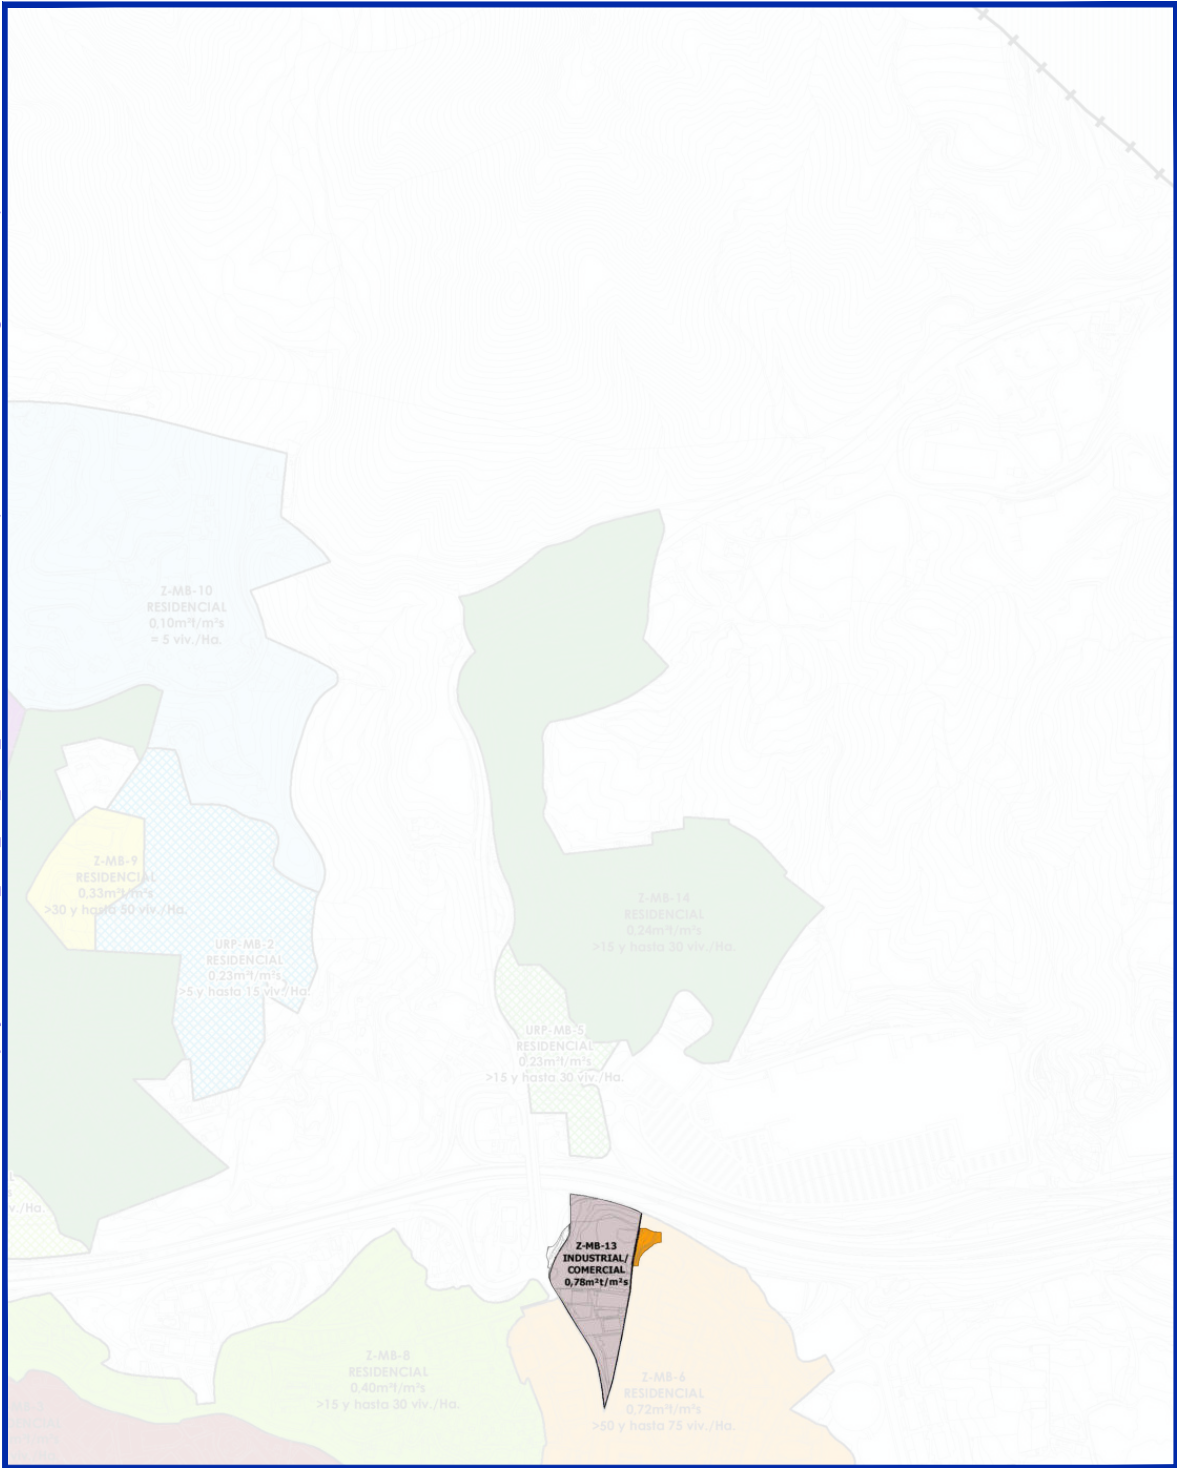 Z-MB-10
RESIDENCIAL
0,10m²t/m²s
= 5 viv./Ha.
Z-MB-9
RESIDENCIAL
0,33m²t/m²s
>30 y hasta 50 viv./Ha.
Z-MB-14
RESIDENCIAL
0,24m²t/m²s
>15 y hasta 30 viv./Ha.
URP-MB-2
RESIDENCIAL
0,23m²t/m²s
>5 y hasta 15 viv./Ha.
URP-MB-5
RESIDENCIAL
0,23m²t/m²s
>15 y hasta 30 viv./Ha.
v./Ha.
Z-MB-13
INDUSTRIAL/
COMERCIAL
0,78m²t/m²s
Z-MB-8
RESIDENCIAL
0,40m²t/m²s
>15 y hasta 30 viv./Ha.
Z-MB-6
RESIDENCIAL
0,72m²t/m²s
>50 y hasta 75 viv./Ha.